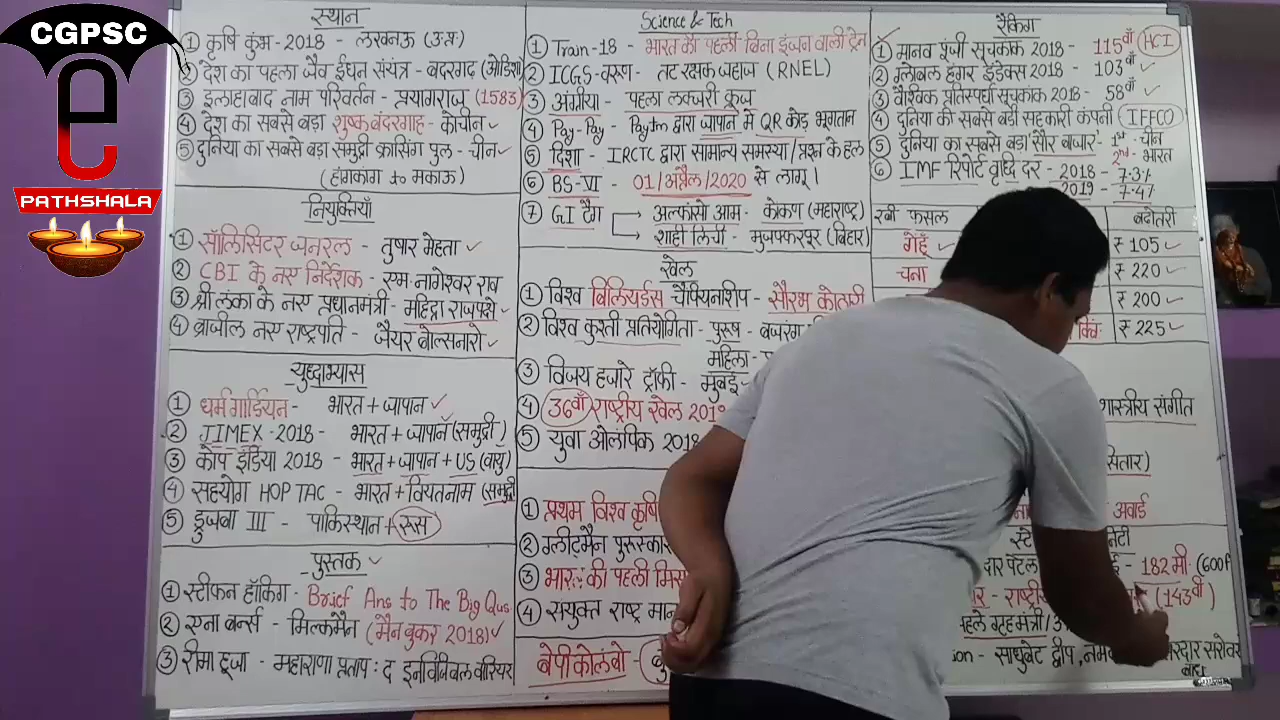 CGPSC
PATHSHALA
स्थान
① कृषि कुंभ-2018 - लखनऊ (उ.प्र.)
② देश का पहला जैव ईंधन संयंत्र - बदरगढ़ (ओडिशा
③ इलाहाबाद नाम परिवर्तन - प्रयागराज (1583)
④ देश का सबसे बड़ा शुष्क बंदरगाह - कोचीन
⑤ दुनिया का सबसे बड़ा समुद्री क्रासिंग पुल - चीन
(हांगकांग to मकाऊ)
नियुक्तियाँ
① सॉलिसिटर जनरल - तुषार मेहता
② CBI के नए निर्देशक - एम नागेश्वर राव
③ श्री लंका के नए प्रधानमंत्री - महिंद्रा राजपक्षे
④ ब्राजील नए राष्ट्रपति - जैयर बोल्सनारो
युध्दाभ्यास
① धर्म गार्डियन - भारत + जापान
② JIMEX-2018 - भारत + जापान (समुद्री)
③ कोप इंडिया 2018 - भारत + जापान + US (वायु)
④ सहयोग HOP TAC - भारत + वियतनाम (समुद्री
⑤ द्रुजबा III - पाकिस्थान + रूस
पुस्तक
① स्टीफन हॉकिंग - Brief Ans to The Big Qus.
② एना बर्न्स - मिल्कमैन (मैन बुकर 2018)
③ रीमा हूजा - महाराणा प्रताप : द इनविंसिबल वारियर
Science & Tech
① Train-18 - भारत की पहली बिना इंजन वाली ट्रेन
② ICGS-वरुण - तट रक्षक जहाज (RNEL)
③ अंग्रीया - पहला लक्जरी क्रूज
④ Pay-Pay - Paytm द्वारा जापान में QR कोड भुगतान
⑤ दिशा - IRCTC द्वारा सामान्य समस्या/प्रश्न के हल
⑥ BS-VI - 01/अप्रैल/2020 से लागू।
⑦ GI टैग → अल्फांसो आम - कोंकण (महाराष्ट्र)
→ शाही लिची - मुजफ्फरपुर (बिहार)
खेल
① विश्व बिलियर्डस चैंपियनशिप - सौरभ कोठारी
② विश्व कुश्ती प्रतियोगिता - पुरुष - बजरंग
महिला -
③ विजय हजारे ट्रॉफी - मुंबई
④ 36वाँ राष्ट्रीय खेल 201
⑤ युवा ओलंपिक 2018
① प्रथम विश्व कृषि
② ग्लीट्मैन पुरूस्कार
③ भारत की पहली मिस
④ संयुक्त राष्ट्र मान
बेपीकोलंबो -
रैंकिंग
① मानव पूंजी सूचकांक 2018 - 115वाँ HCI
② ग्लोबल हंगर इंडेक्स 2018 - 103वाँ
③ वैश्विक प्रतिस्पर्धा सूचकांक 2018 - 58वाँ
④ दुनिया की सबसे बड़ी सहकारी कंपनी IFFCO
⑤ दुनिया का सबसे बड़ा सौर बाजार - 1st - चीन
2nd - भारत
⑥ IMF रिपोर्ट वृद्धि दर - 2018 - 7.3%
2019 - 7.4%
रबी फसल बढोतरी
गेहूँ ₹ 105
चना ₹ 220
₹ 200
₹ 225
शास्त्रीय संगीत
सितार)
अवार्ड
182 मी. (600f
- राष्ट्री (143वीं)
पहले गृहमंत्री/
on - साधुबेट द्वीप, नर्म सरदार सरोवर
बांध